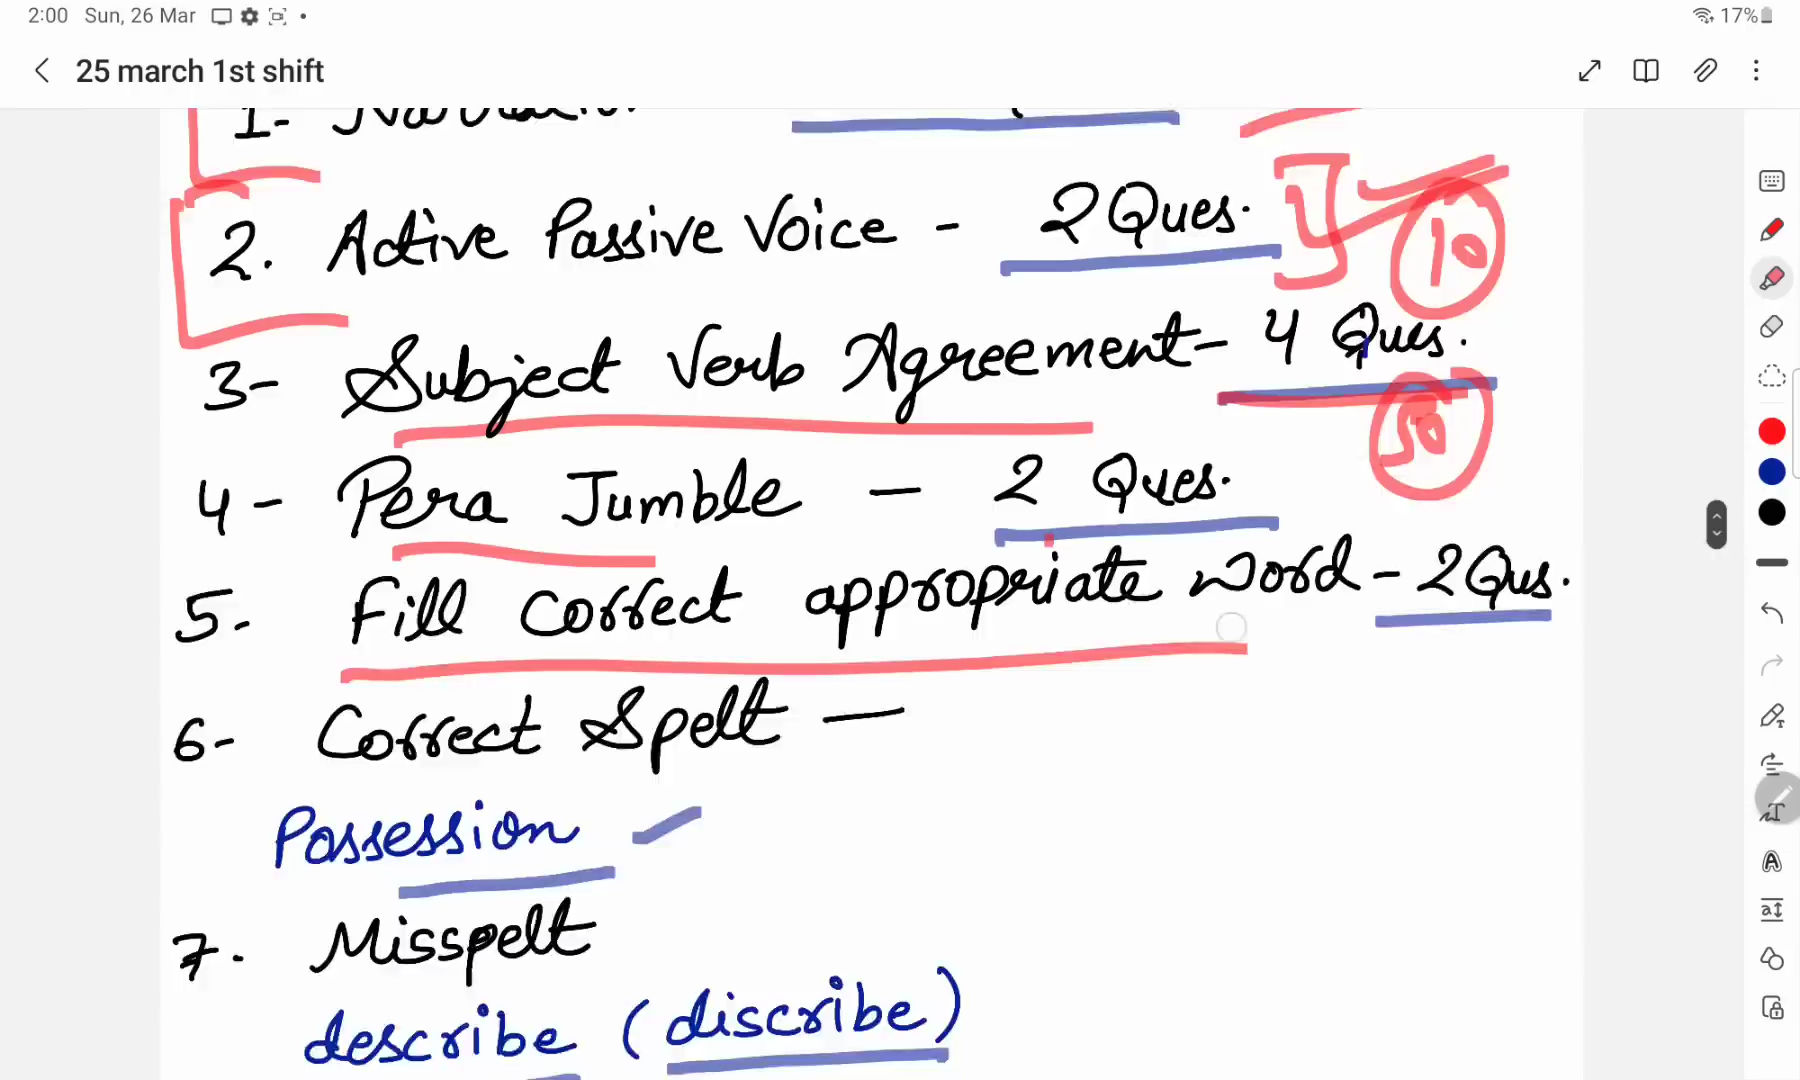 2:00 Sun, 26 Mar 17%
25 march 1st shift
1- Narration
2. Active Passive Voice - 2 Ques.
10
3- Subject Verb Agreement - 4 Ques.
50
4- Pera Jumble - 2 Ques.
5. Fill Correct appropriate word - 2 Qus.
6- Correct Spelt -
Possession
7. Misspelt
describe (discribe)